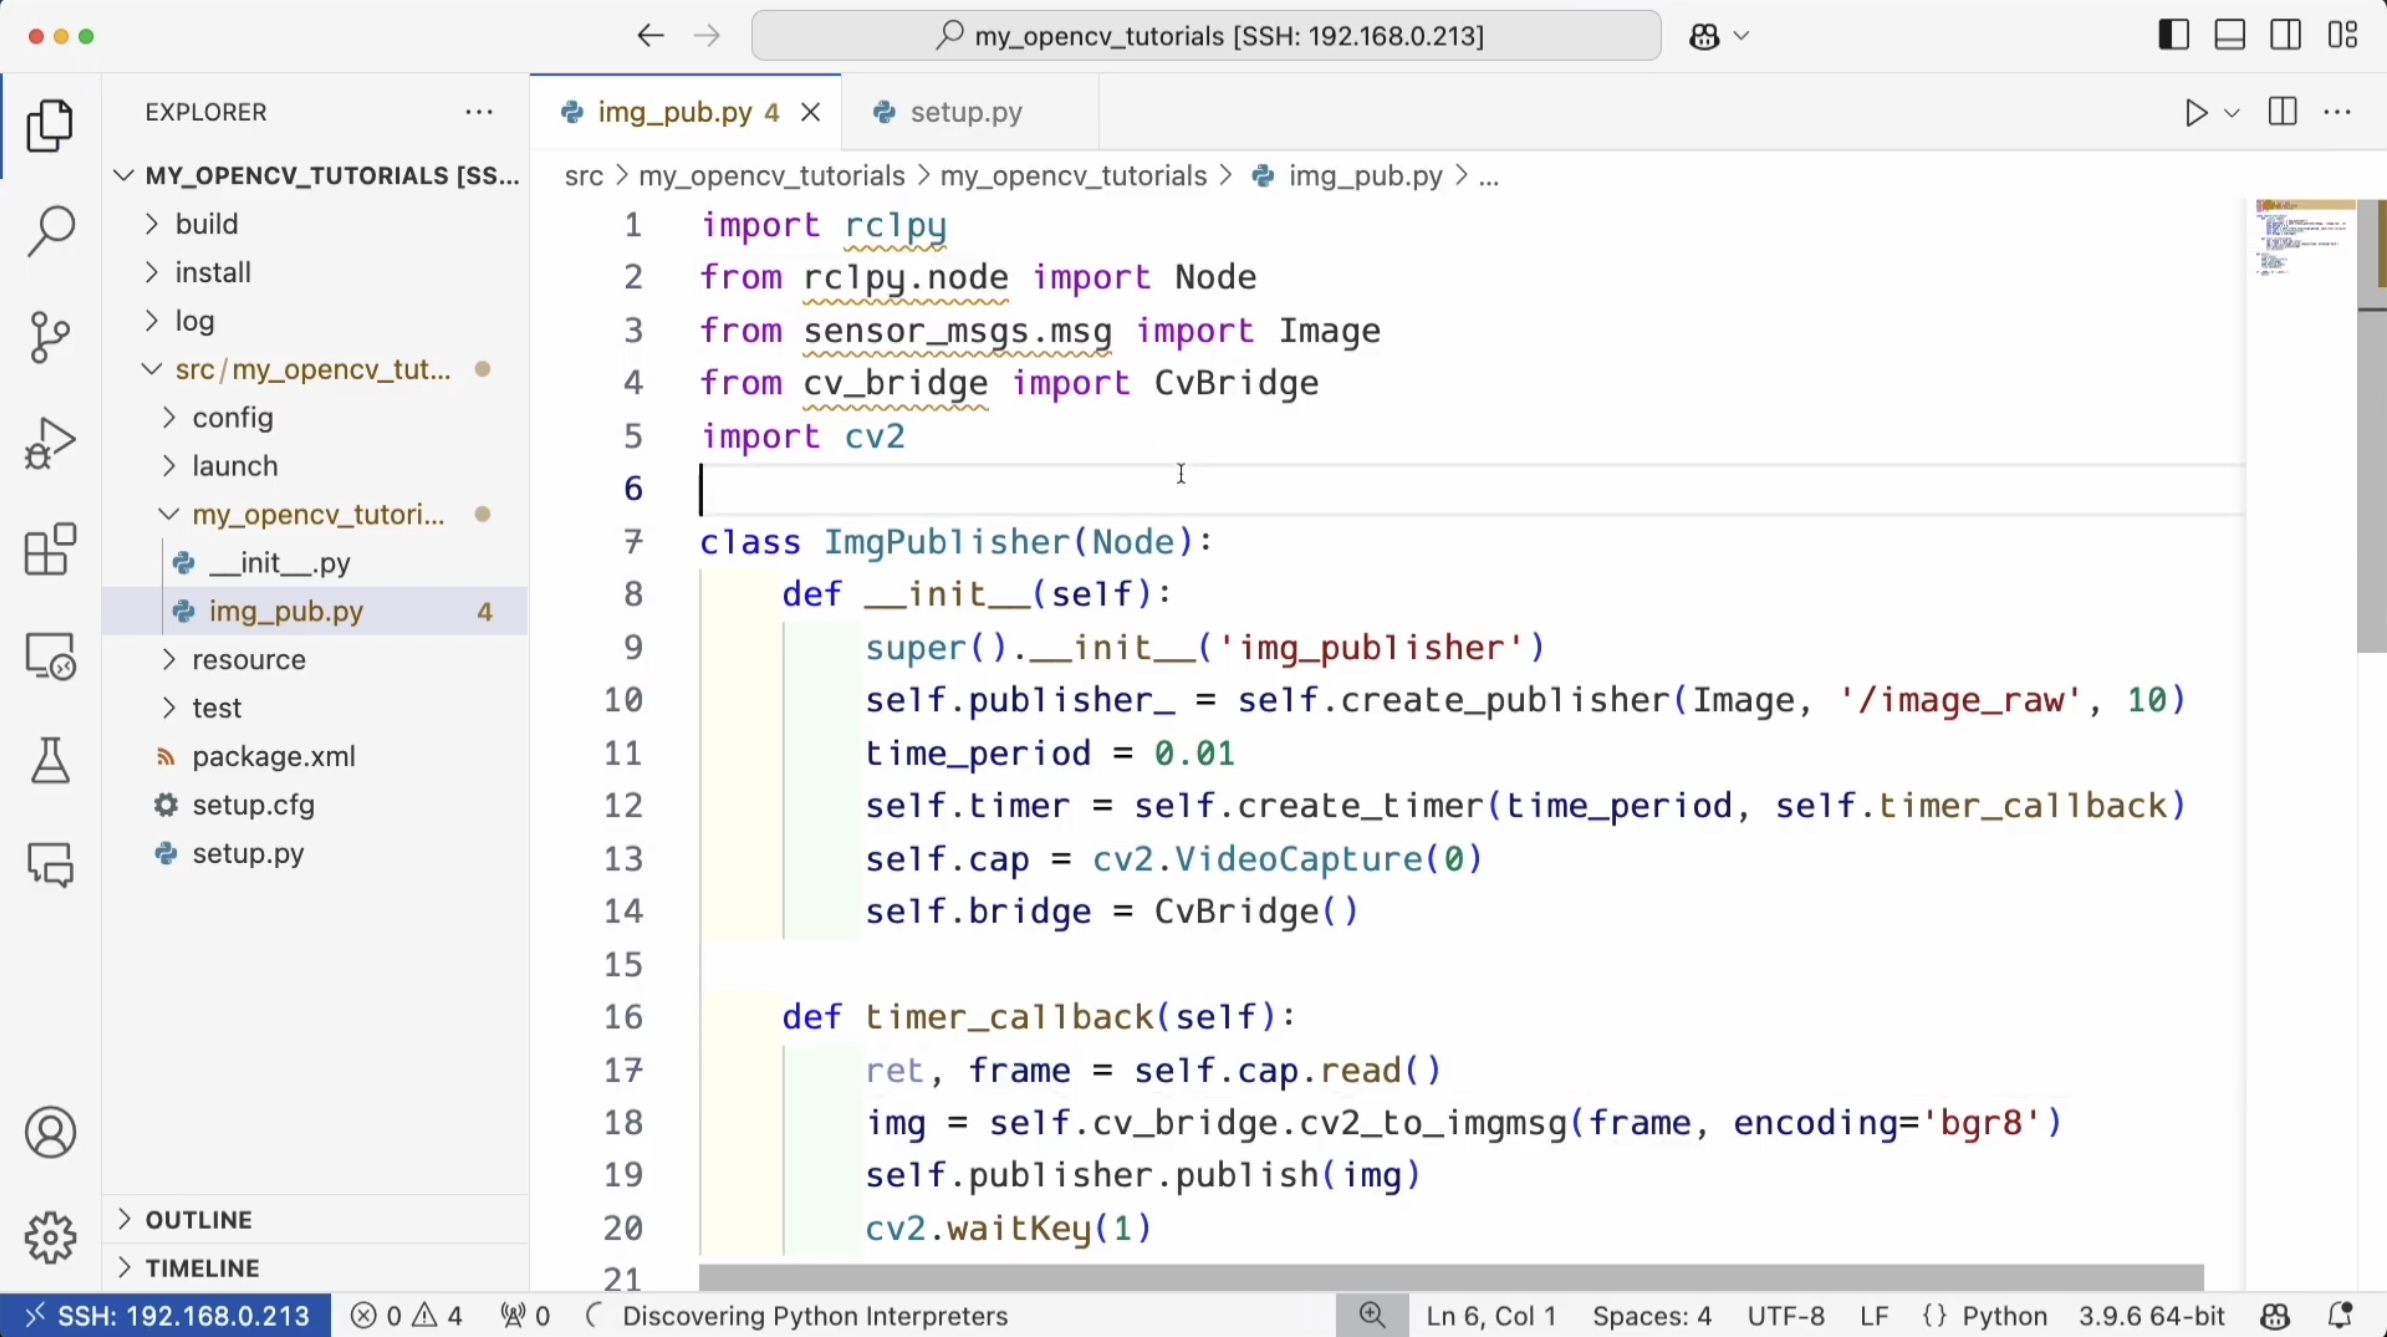 my_opencv_tutorials [SSH: 192.168.0.213]
EXPLORER
MY_OPENCV_TUTORIALS [SS...
build
install
log
src/my_opencv_tut...
config
launch
my_opencv_tutori...
__init__.py
img_pub.py 4
resource
test
package.xml
setup.cfg
setup.py
OUTLINE
TIMELINE
img_pub.py 4
setup.py
src > my_opencv_tutorials > my_opencv_tutorials > img_pub.py > ...
1 import rclpy
2 from rclpy.node import Node
3 from sensor_msgs.msg import Image
4 from cv_bridge import CvBridge
5 import cv2
6
7 class ImgPublisher(Node):
8 def __init__(self):
9 super().__init__('img_publisher')
10 self.publisher_ = self.create_publisher(Image, '/image_raw', 10)
11 time_period = 0.01
12 self.timer = self.create_timer(time_period, self.timer_callback)
13 self.cap = cv2.VideoCapture(0)
14 self.bridge = CvBridge()
15
16 def timer_callback(self):
17 ret, frame = self.cap.read()
18 img = self.cv_bridge.cv2_to_imgmsg(frame, encoding='bgr8')
19 self.publisher.publish(img)
20 cv2.waitKey(1)
21
SSH: 192.168.0.213 0 4 0 Discovering Python Interpreters Ln 6, Col 1 Spaces: 4 UTF-8 LF {} Python 3.9.6 64-bit